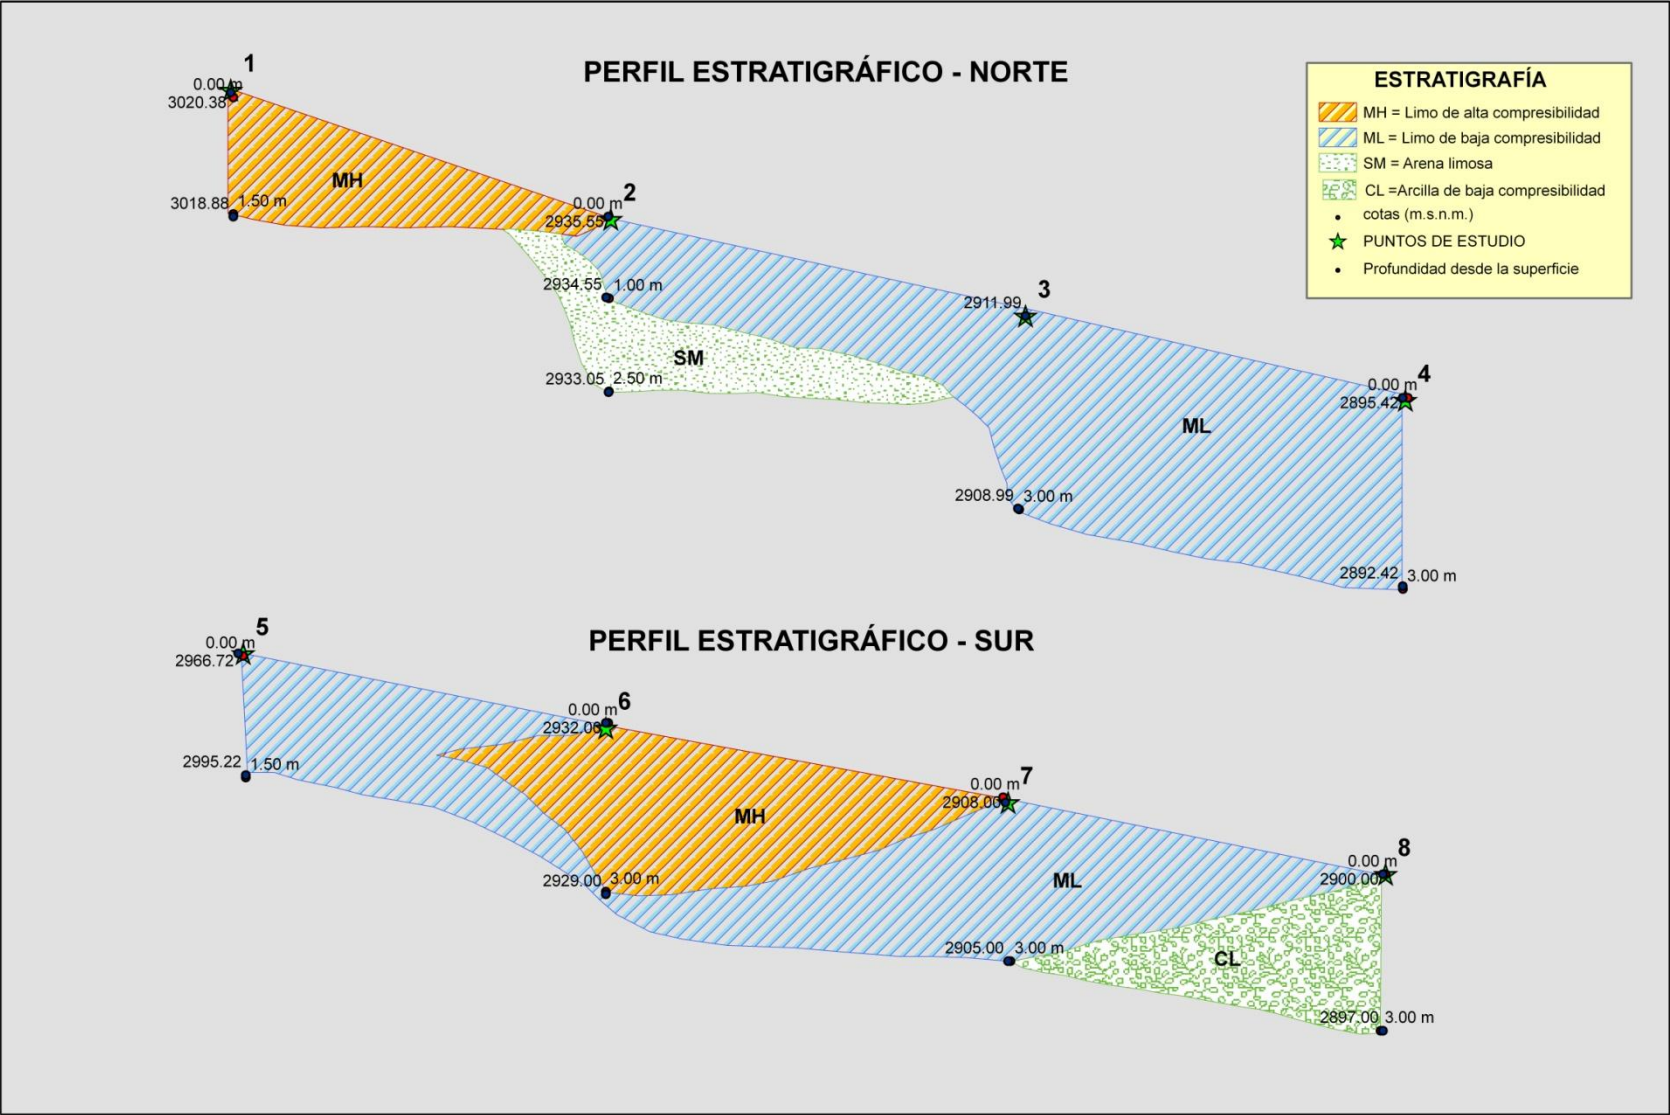 PERFIL ESTRATIGRÁFICO - NORTE
ESTRATIGRAFÍA
MH = Limo de alta compresibilidad
ML = Limo de baja compresibilidad
SM = Arena limosa
CL =Arcilla de baja compresibilidad
cotas (m.s.n.m.)
PUNTOS DE ESTUDIO
Profundidad desde la superficie
1
0.00 m
3020.38
MH
3018.88 1.50 m
2
0.00 m
2935.55
2934.55 1.00 m
SM
2933.05 2.50 m
3
2911.99
2908.99 3.00 m
ML
4
0.00 m
2895.42
2892.42 3.00 m
PERFIL ESTRATIGRÁFICO - SUR
5
0.00 m
2966.72
2995.22 1.50 m
6
0.00 m
2932.00
MH
2929.00 3.00 m
7
0.00 m
2908.00
ML
2905.00 3.00 m
8
0.00 m
2900.00
CL
2897.00 3.00 m